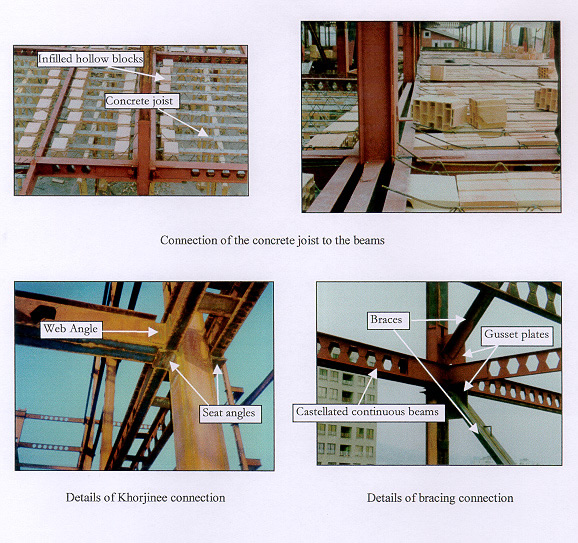 Infilled hollow blocks
Concrete joist
Connection of the concrete joist to the beams
Web Angle
Seat angles
Braces
Gusset plates
Castellated continuous beams
Details of Khorjinee connection
Details of bracing connection